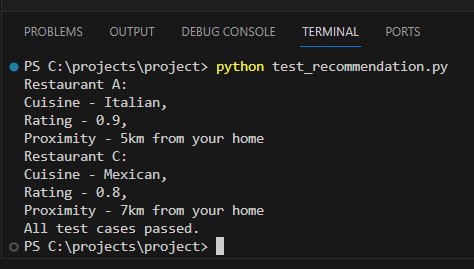 PROBLEMS OUTPUT DEBUG CONSOLE TERMINAL PORTS
PS C:\projects\project> python test_recommendation.py
Restaurant A:
Cuisine - Italian,
Rating - 0.9,
Proximity - 5km from your home
Restaurant C:
Cuisine - Mexican,
Rating - 0.8,
Proximity - 7km from your home
All test cases passed.
PS C:\projects\project>